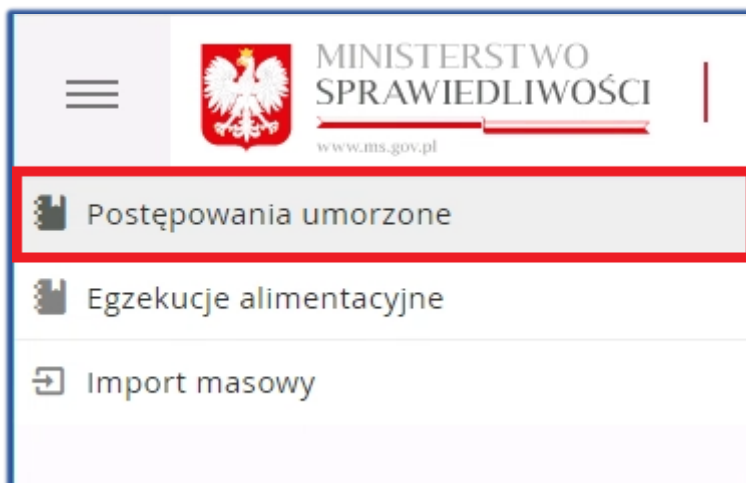 MINISTERSTWO
SPRAWIEDLIWOŚCI
www.ms.gov.pl
Postępowania umorzone
Egzekucje alimentacyjne
Import masowy